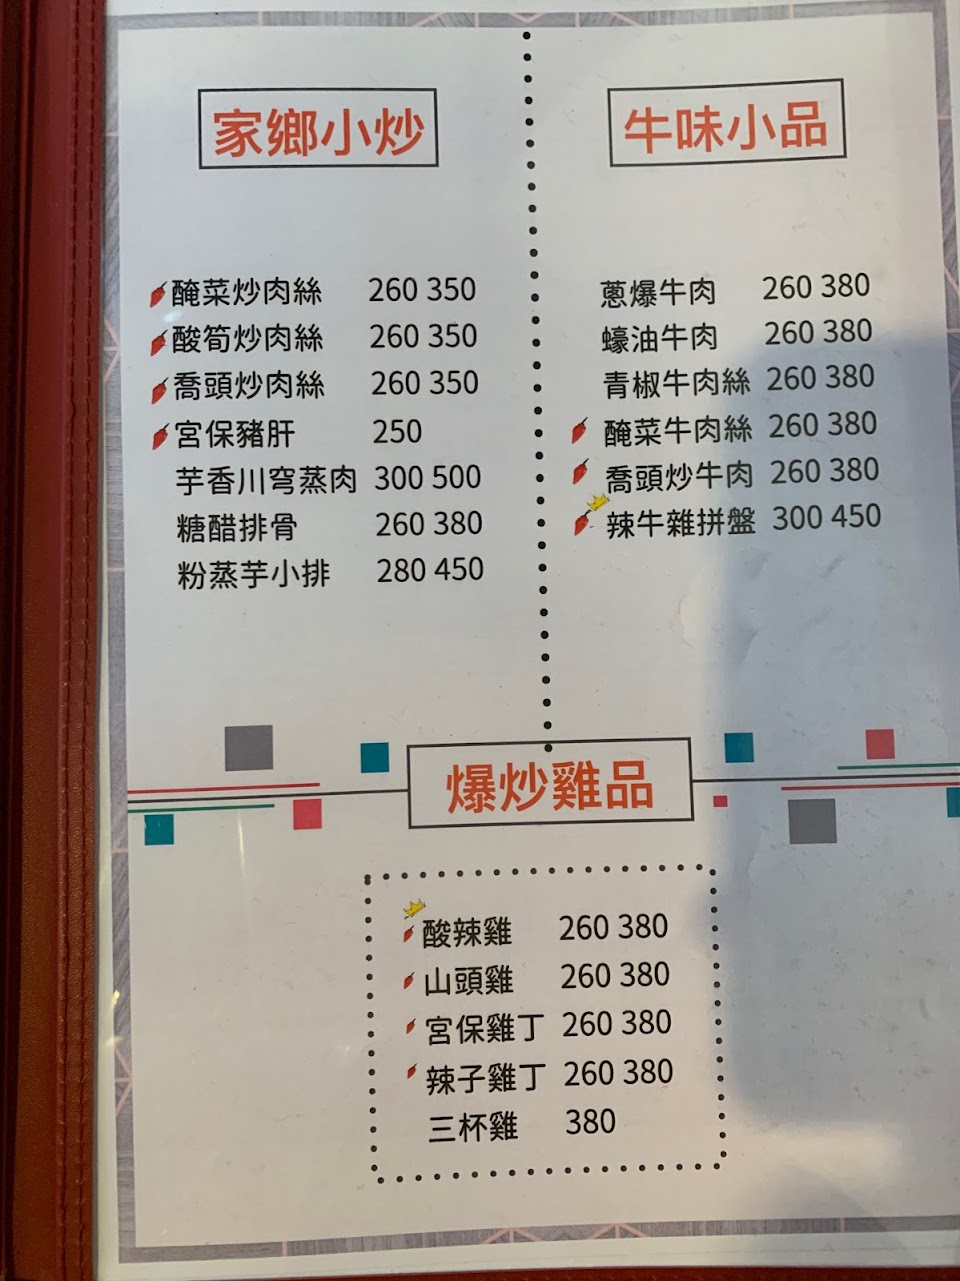 家鄉小炒
醃菜炒肉絲 260 350
酸筍炒肉絲 260 350
喬頭炒肉絲 260 350
宮保豬肝 250
芋香川穹蒸肉 300 500
糖醋排骨 260 380
粉蒸芋小排 280 450
牛味小品
蔥爆牛肉 260 380
蠔油牛肉 260 380
青椒牛肉絲 260 380
醃菜牛肉絲 260 380
喬頭炒牛肉 260 380
辣牛雜拼盤 300 450
爆炒雞品
酸辣雞 260 380
山頭雞 260 380
宮保雞丁 260 380
辣子雞丁 260 380
三杯雞 380